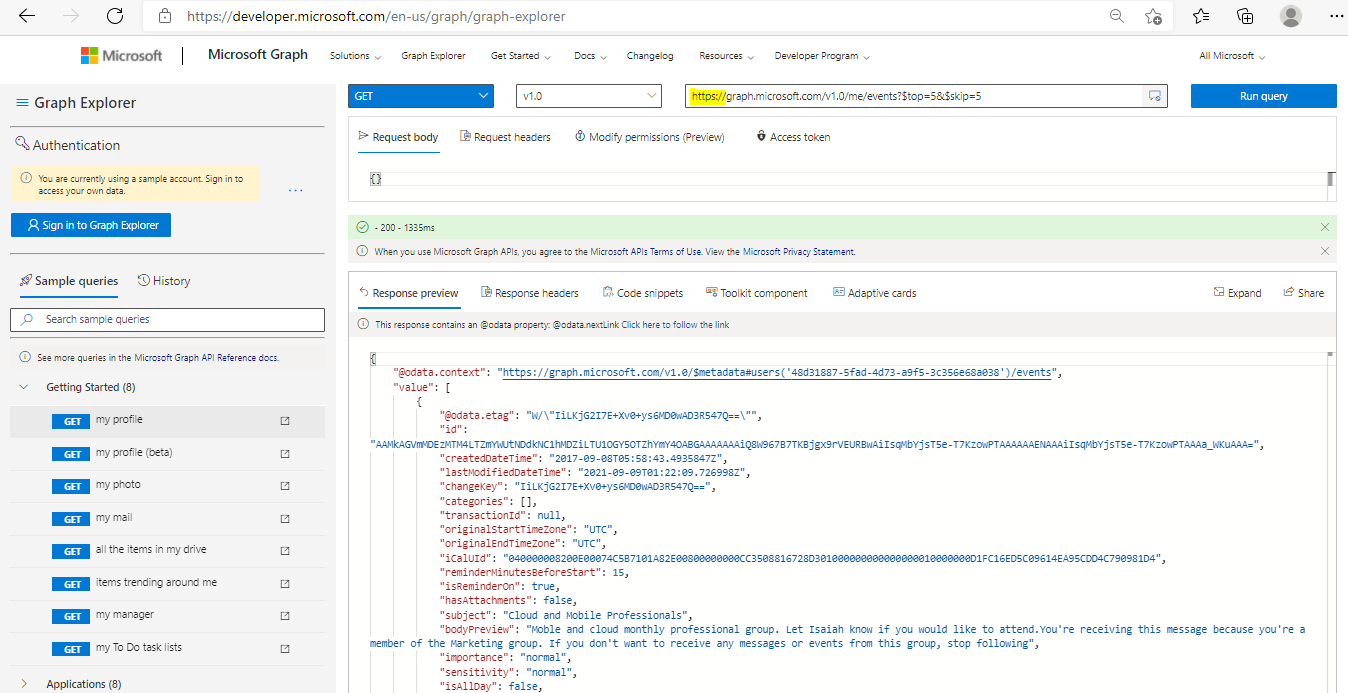 https://developer.microsoft.com/en-us/graph/graph-explorer
Microsoft
Microsoft Graph
Solutions
Graph Explorer
Get Started
Docs
Changelog
Resources
Developer Program
All Microsoft
Graph Explorer
GET
v1.0
https://graph.microsoft.com/v1.0/me/events?$top=5&$skip=5
Run query
Authentication
Request body
Request headers
Modify permissions (Preview)
Access token
You are currently using a sample account. Sign in to
access your own data.
...
{}
Sign in to Graph Explorer
- 200 - 1335ms
When you use Microsoft Graph APIs, you agree to the Microsoft APIs Terms of Use. View the Microsoft Privacy Statement.
Sample queries
History
Response preview
Response headers
Code snippets
Toolkit component
Adaptive cards
Expand
Share
Search sample queries
This response contains an @odata property: @odata.nextLink Click here to follow the link
See more queries in the Microsoft Graph API Reference docs.
Getting Started (8)
GET my profile
GET my profile (beta)
GET my photo
GET my mail
GET all the items in my drive
GET items trending around me
GET my manager
GET my To Do task lists
Applications (8)
{
"@odata.context": "https://graph.microsoft.com/v1.0/$metadata#users('48d31887-5fad-4d73-a9f5-3c356e68a038')/events",
"value": [
{
"@odata.etag": "W/\"IiLKjG2I7E+Xv0+ys6MD0wAD3R547Q==\"",
"id":
"createdDateTime": "2017-09-08T05:58:43.4935847Z",
"lastModifiedDateTime": "2021-09-09T01:22:09.726998Z",
"changeKey": "IiLKjG2I7E+Xv0+ys6MD0wAD3R547Q==",
"categories": [],
"transactionId": null,
"originalStartTimeZone": "UTC",
"originalEndTimeZone": "UTC",
"iCalUId":
"reminderMinutesBeforeStart": 15,
"isReminderOn": true,
"hasAttachments": false,
"subject": "Cloud and Mobile Professionals",
"bodyPreview": "Moble and cloud monthly professional group. Let Isaiah know if you would like to attend.You're receiving this message because you're a
member of the Marketing group. If you don't want to receive any messages or events from this group, stop following",
"importance": "normal",
"sensitivity": "normal",
"isAllDay": false,